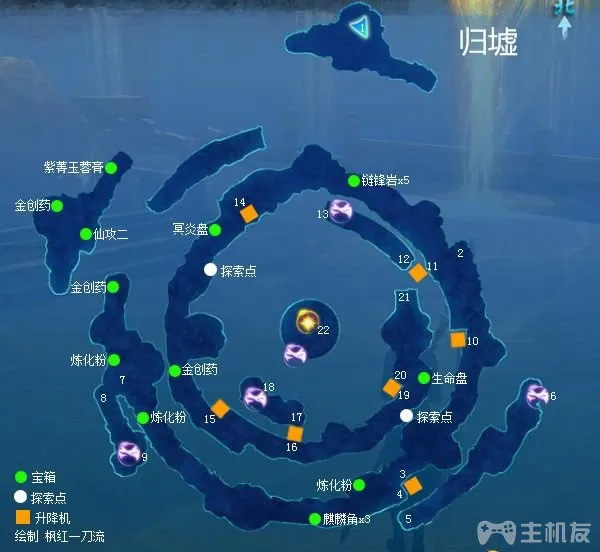 北
1
归墟
紫菁玉蓉膏
链锋岩x5
金创药
14
13
仙攻二
冥炎盘
2
12
11
探索点
金创药
21
22
10
炼化粉
7
金创药
20
生命盘
18
19
8
6
炼化粉
15
17
探索点
16
9
3
宝箱
炼化粉
4
探索点
5
升降机
麒麟角x3
绘制 枫红一刀流
主机友